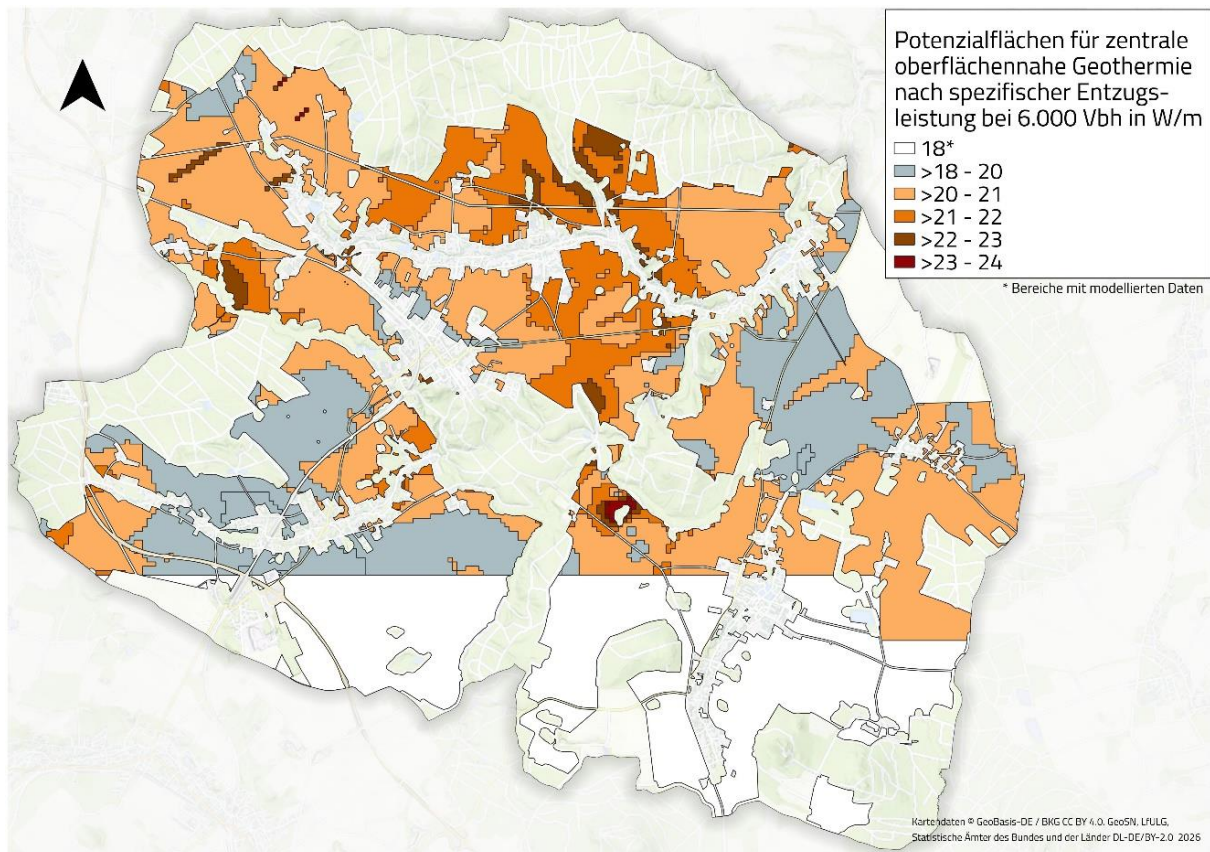 Potenzialflächen für zentrale
oberflächennahe Geothermie
nach spezifischer Entzugs-
leistung bei 6.000 Vbh in W/m
18*
>18 - 20
>20 - 21
>21 - 22
>22 - 23
>23 - 24
* Bereiche mit modellierten Daten
Kartendaten © GeoBasis-DE / BKG CC BY 4.0, GeoSN, LfULG,
Statistische Ämter des Bundes und der Länder DL-DE/BY-2.0 2026